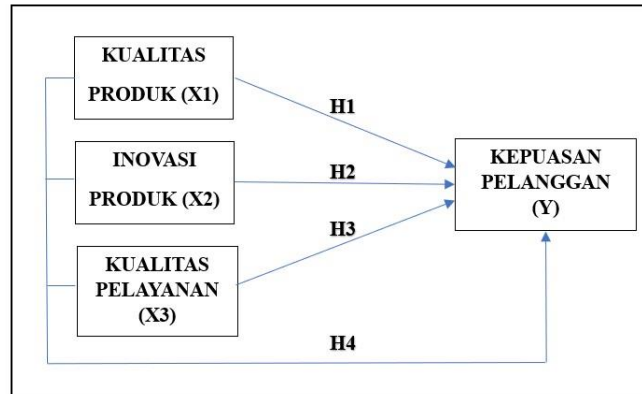 KUALITAS
PRODUK (X1)
H1
INOVASI
PRODUK (X2)
H2
KEPUASAN
PELANGGAN
(Y)
H3
KUALITAS
PELAYANAN
(X3)
H4